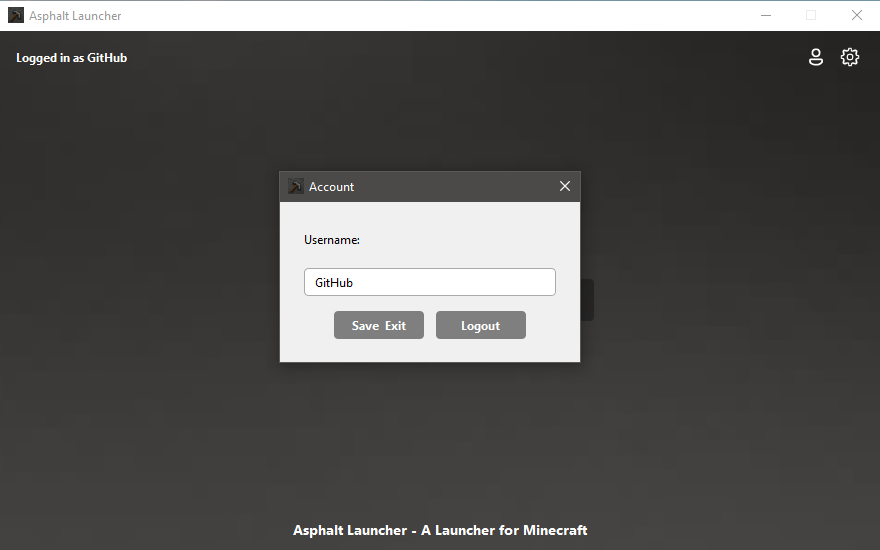 Asphalt Launcher
Logged in as GitHub
Account
Username:
GitHub
Save Exit
Logout
Asphalt Launcher - A Launcher for Minecraft